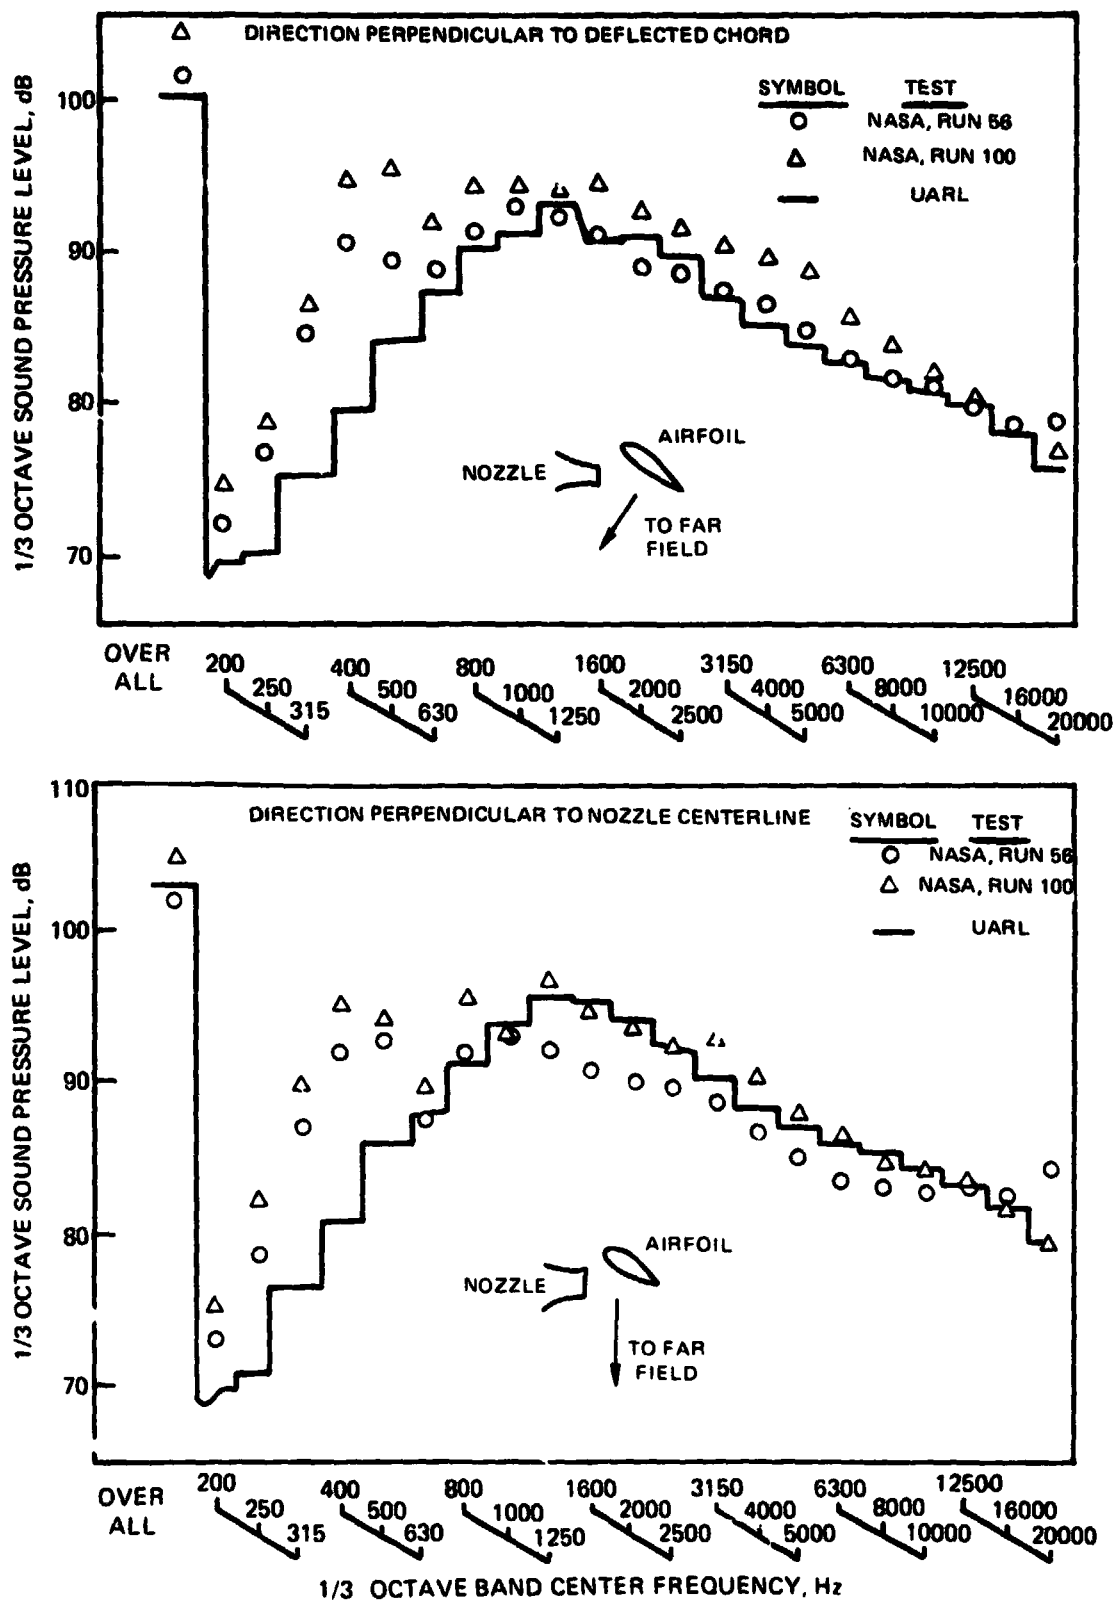 DIRECTION PERPENDICULAR TO DEFLECTED CHORD
1/3 OCTAVE SOUND PRESSURE LEVEL, dB
100
90
80
70
SYMBOL TEST
NASA, RUN 56
NASA, RUN 100
UARL
AIRFOIL
NOZZLE
TO FAR
FIELD
OVER
ALL
200 400 800 1600 3150 6300 12500
250 500 1000 2000 4000 8000 16000
315 630 1250 2500 5000 10000 20000
DIRECTION PERPENDICULAR TO NOZZLE CENTERLINE
1/3 OCTAVE SOUND PRESSURE LEVEL, dB
110
100
90
80
70
SYMBOL TEST
NASA, RUN 56
NASA, RUN 100
UARL
AIRFOIL
NOZZLE
TO FAR
FIELD
OVER
ALL
200 400 800 1600 3150 6300 12500
250 500 1000 2000 4000 8000 16000
315 630 1250 2500 5000 10000 20000
1/3 OCTAVE BAND CENTER FREQUENCY, Hz